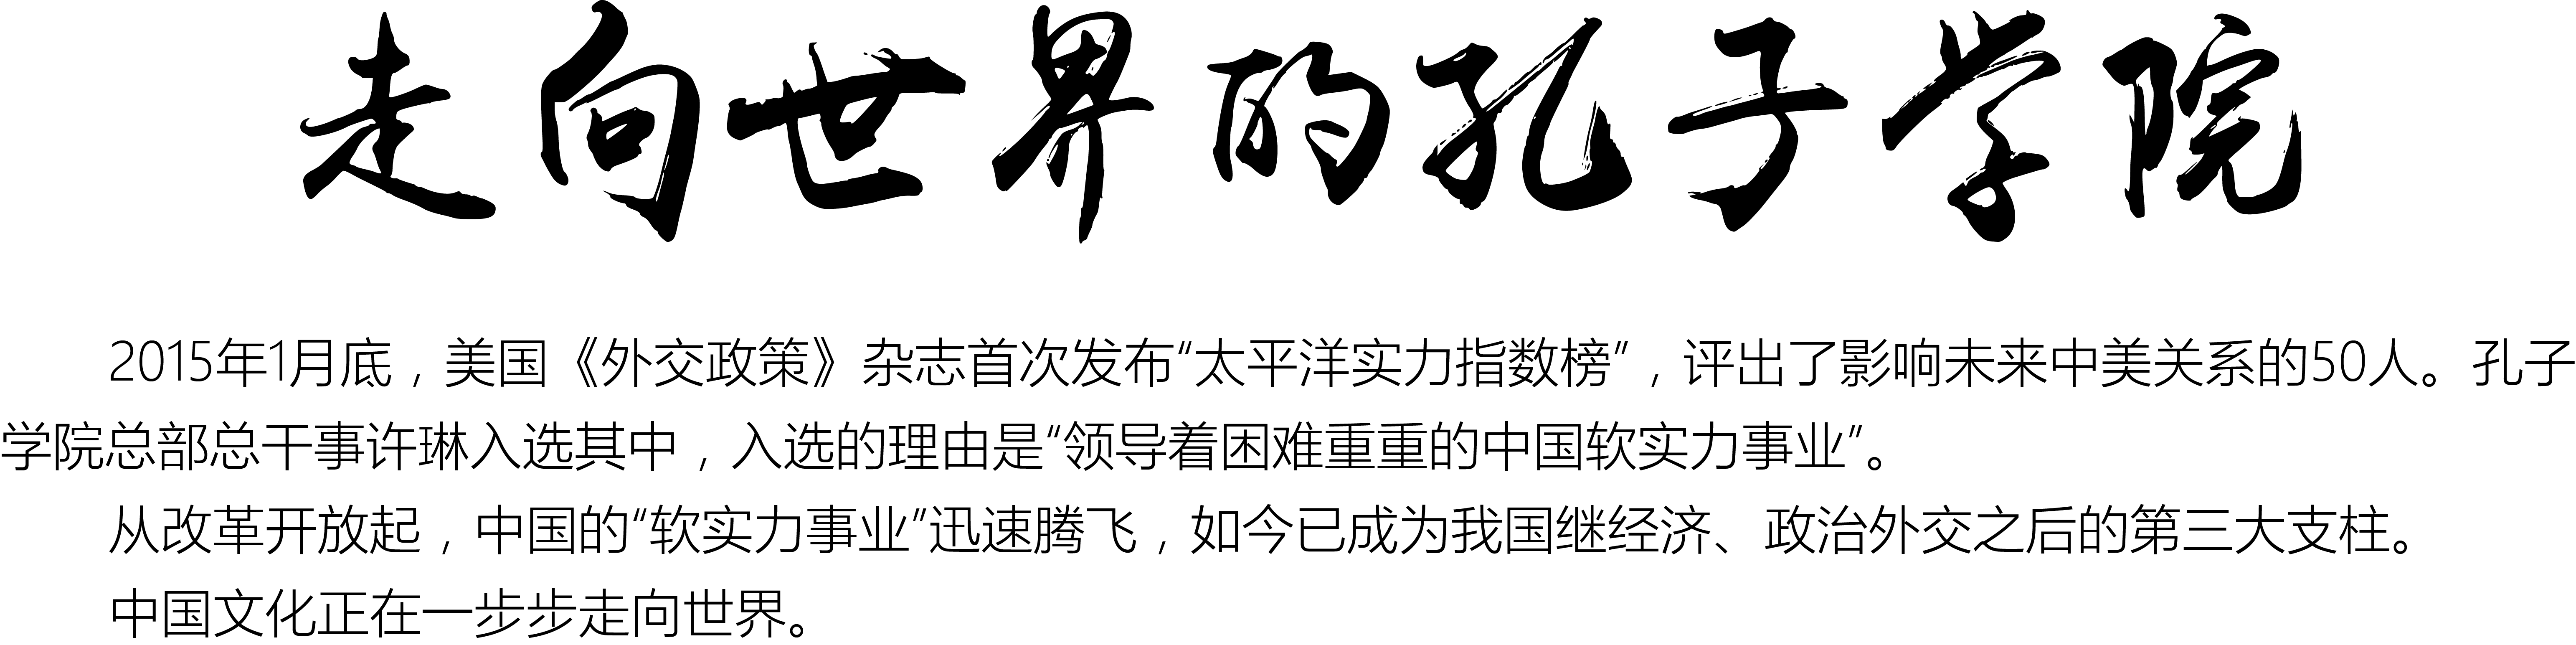 走向世界的孔子学院
2015年1月底，美国《外交政策》杂志首次发布“太平洋实力指数榜”，评出了影响未来中美关系的50人。孔子
学院总部总干事许琳入选其中，入选的理由是“领导着困难重重的中国软实力事业”。
从改革开放起，中国的“软实力事业”迅速腾飞，如今已成为我国继经济、政治外交之后的第三大支柱。
中国文化正在一步步走向世界。